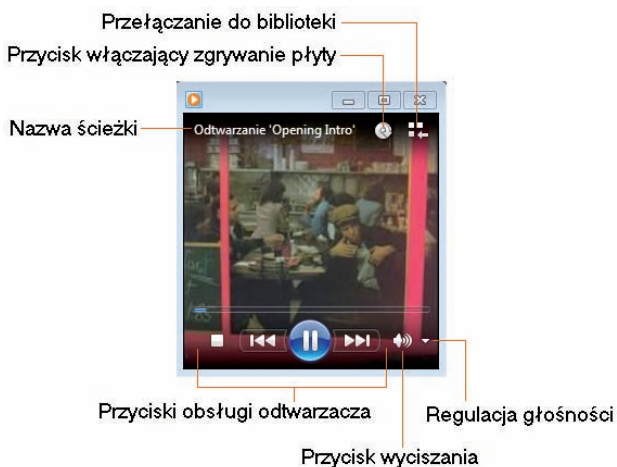 Przełączanie do biblioteki
Przycisk włączający zgrywanie płyty
Nazwa ścieżki
Odtwarzanie 'Opening Intro'
Przyciski obsługi odtwarzacza
Regulacja głośności
Przycisk wyciszania